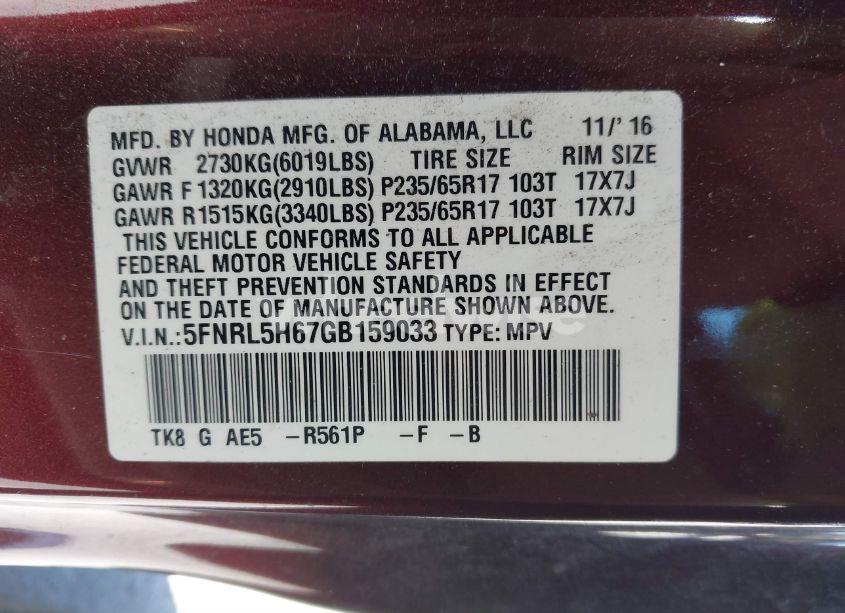 MFD. BY HONDA MFG. OF ALABAMA, LLC 11/' 16
GVWR 2730KG(6019LBS) TIRE SIZE RIM SIZE
GAWR F 1320KG(2910LBS) P235/65R17 103T 17X7J
GAWR R1515KG(3340LBS) P235/65R17 103T 17X7J
THIS VEHICLE CONFORMS TO ALL APPLICABLE
FEDERAL MOTOR VEHICLE SAFETY
AND THEFT PREVENTION STANDARDS IN EFFECT
ON THE DATE OF MANUFACTURE SHOWN ABOVE.
V.I.N.:5FNRL5H67GB159033 TYPE: MPV
TK8 G AE5 -R561P -F -B